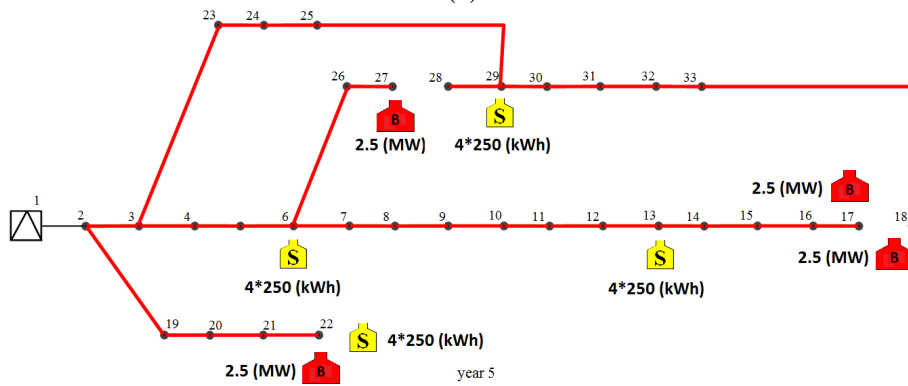 23 24 25
26 27 28 29 30 31 32 33
B
S
2.5 (MW) 4*250 (kWh)
2.5 (MW) B
1
2 3 4 6 7 8 9 10 11 12 13 14 15 16 17 18
S
S
2.5 (MW) B
4*250 (kWh)
4*250 (kWh)
19 20 21 22
S 4*250 (kWh)
2.5 (MW) B
year 5